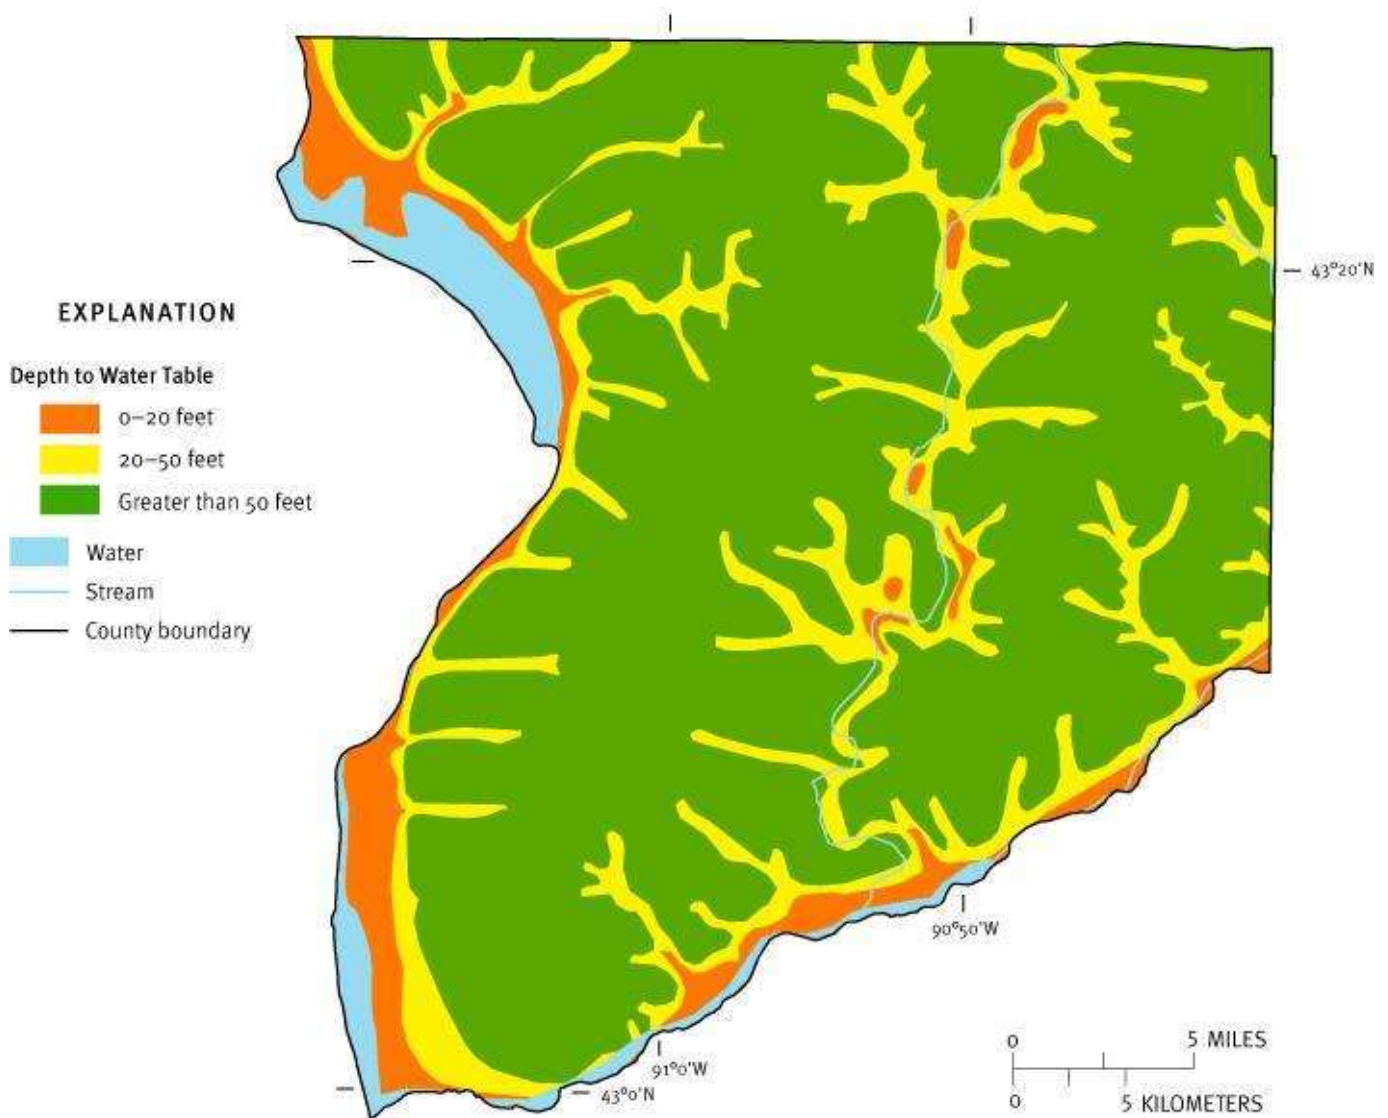 43°20'N
EXPLANATION
Depth to Water Table
0–20 feet
20–50 feet
Greater than 50 feet
Water
Stream
County boundary
90°50'W
91°0'W
43°0'N
0 5 MILES
0 5 KILOMETERS